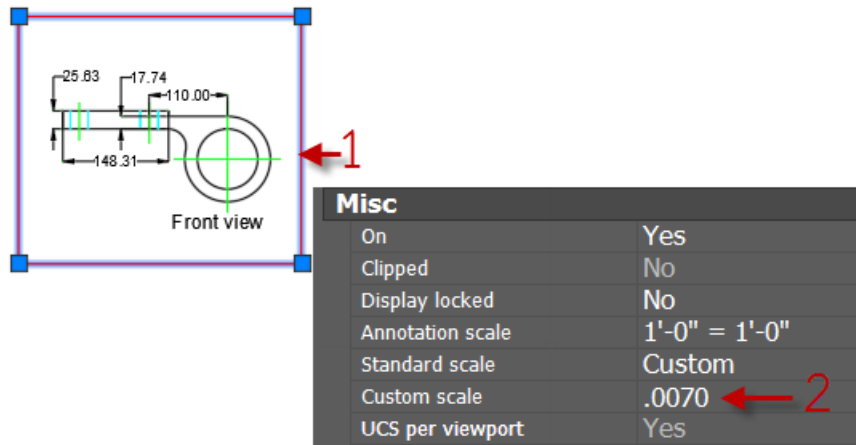 25.83
17.74
110.00
148.31
1
Front view
Misc
On Yes
Clipped No
Display locked No
Annotation scale 1'-0" = 1'-0"
Standard scale Custom
Custom scale .0070
2
UCS per viewport Yes